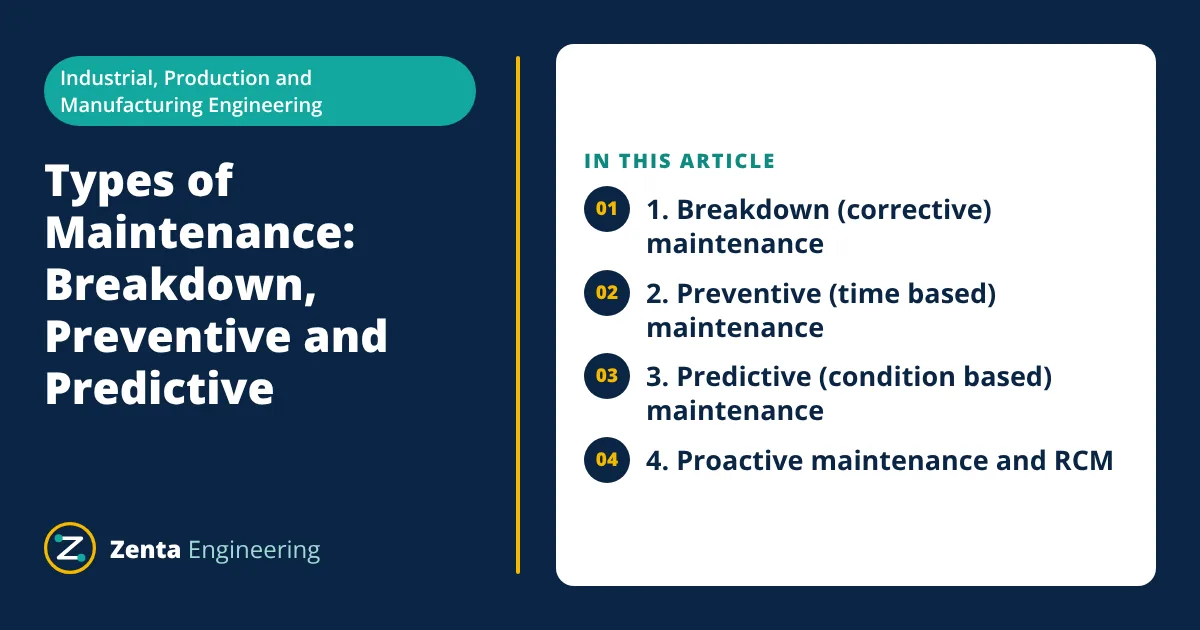 Industrial, Production and
Manufacturing Engineering
Types of
Maintenance:
Breakdown,
Preventive and
Predictive
Zenta Engineering
IN THIS ARTICLE
01
1. Breakdown (corrective)
maintenance
02
2. Preventive (time based)
maintenance
03
3. Predictive (condition based)
maintenance
04
4. Proactive maintenance and RCM